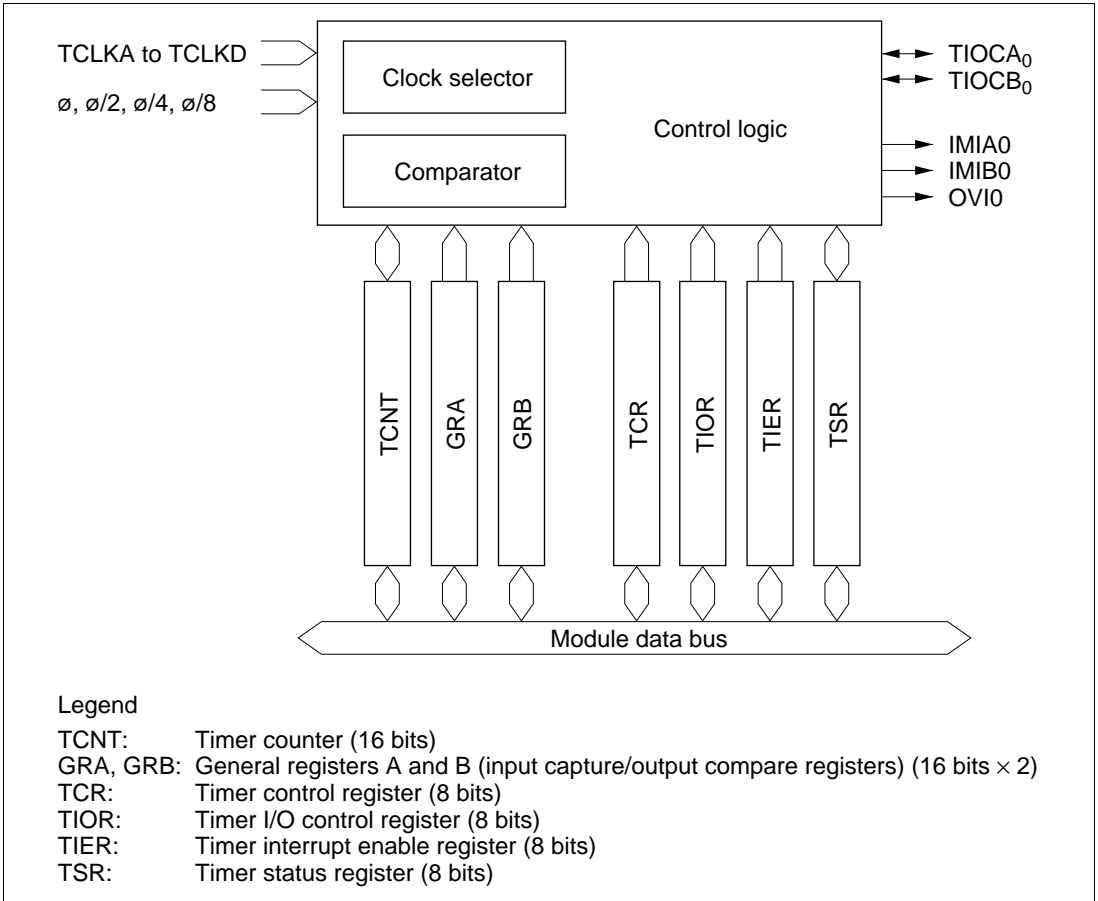 TCLKA to TCLKD
ø, ø/2, ø/4, ø/8
Clock selector
Comparator
Control logic
TIOCA0
TIOCB0
IMIA0
IMIB0
OVI0
TCNT
GRA
GRB
TCR
TIOR
TIER
TSR
Module data bus
Legend
TCNT: Timer counter (16 bits)
GRA, GRB: General registers A and B (input capture/output compare registers) (16 bits × 2)
TCR: Timer control register (8 bits)
TIOR: Timer I/O control register (8 bits)
TIER: Timer interrupt enable register (8 bits)
TSR: Timer status register (8 bits)